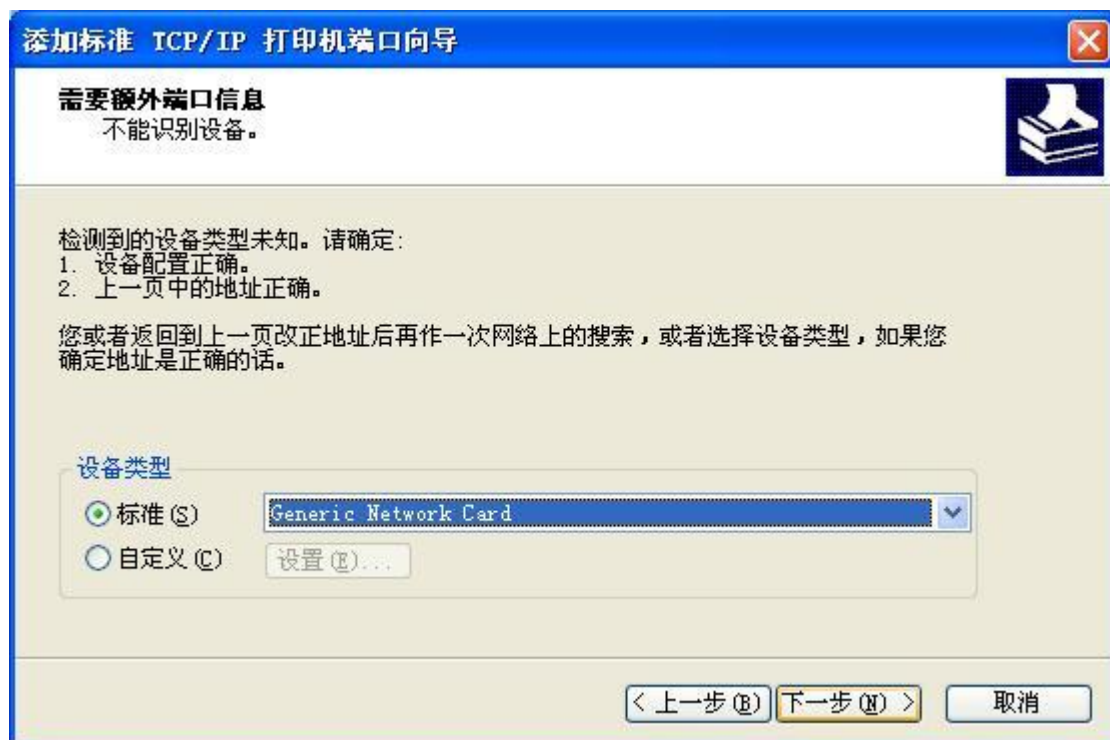 添加标准 TCP/IP 打印机端口向导
需要额外端口信息
不能识别设备。
检测到的设备类型未知。请确定:
1. 设备配置正确。
2. 上一页中的地址正确。
您或者返回到上一页改正地址后再作一次网络上的搜索，或者选择设备类型，如果您
确定地址是正确的话。
设备类型
标准(S)
Generic Network Card
自定义(C)
设置(E)...
< 上一步(B)
下一步(N) >
取消